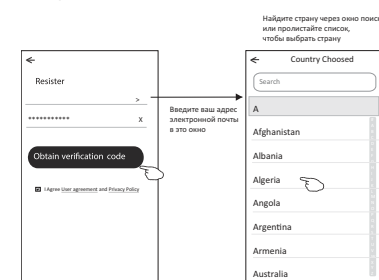 Найдите страну через окно поиск
или пролистайте список,
чтобы выбрать страну
Resister
>
*********** x
Obtain verification code
I Agree User agreement and Privacy Policy
Введите ваш адрес
электронной почты
в это окно
Country Choosed
Search
A
Afghanistan
Albania
Algeria
Angola
Argentina
Armenia
Australia